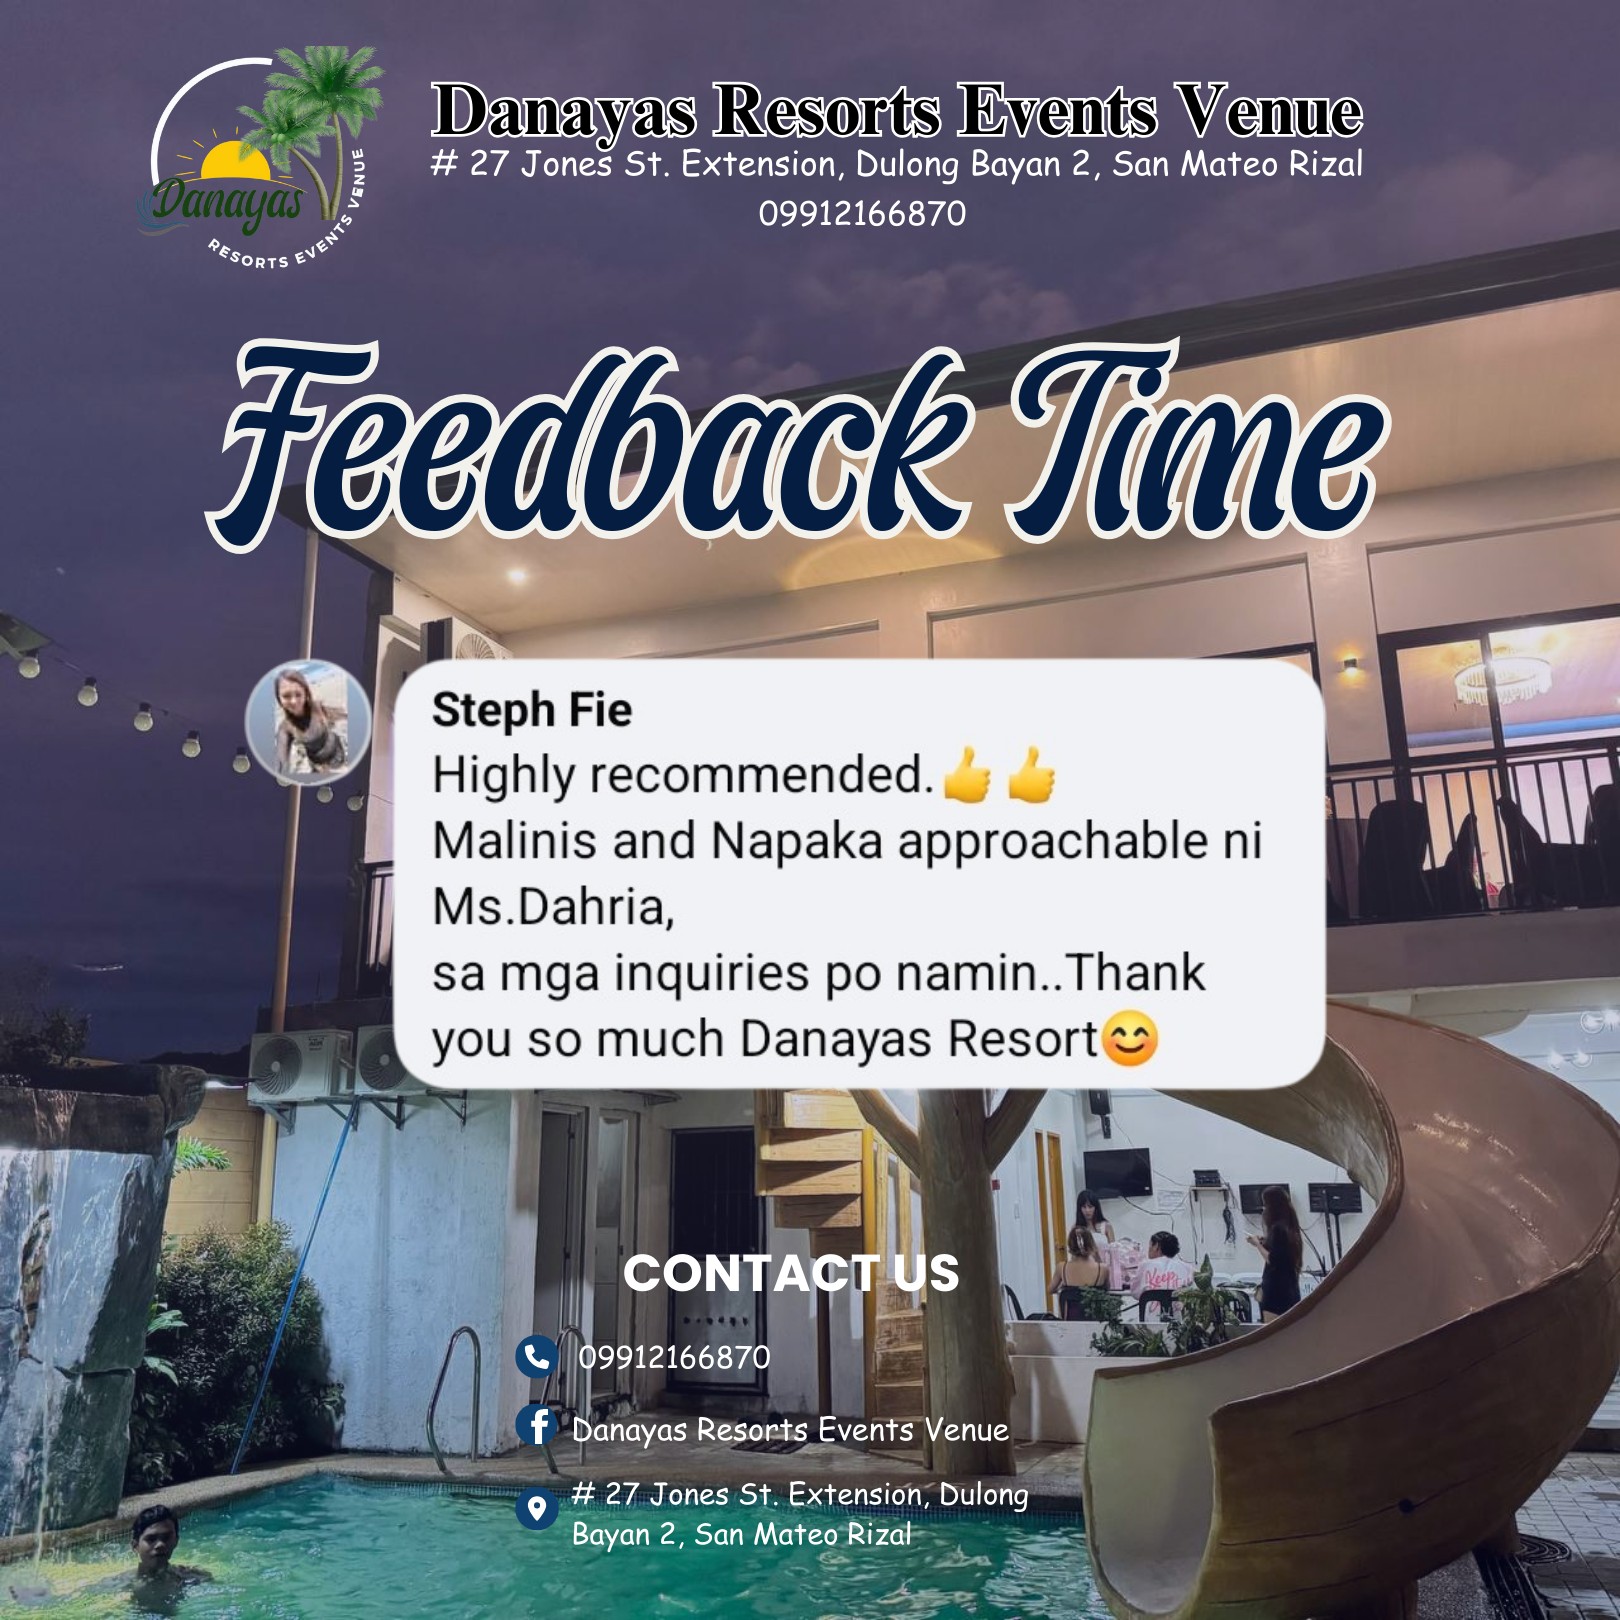 Danayas
RESORTS EVENTS VENUE
Danayas Resorts Events Venue
# 27 Jones St. Extension, Dulong Bayan 2, San Mateo Rizal
09912166870
Feedback Time
Steph Fie
Highly recommended.👍👍
Malinis and Napaka approachable ni
Ms.Dahria,
sa mga inquiries po namin..Thank
you so much Danayas Resort😊
CONTACT US
09912166870
Danayas Resorts Events Venue
# 27 Jones St. Extension, Dulong
Bayan 2, San Mateo Rizal